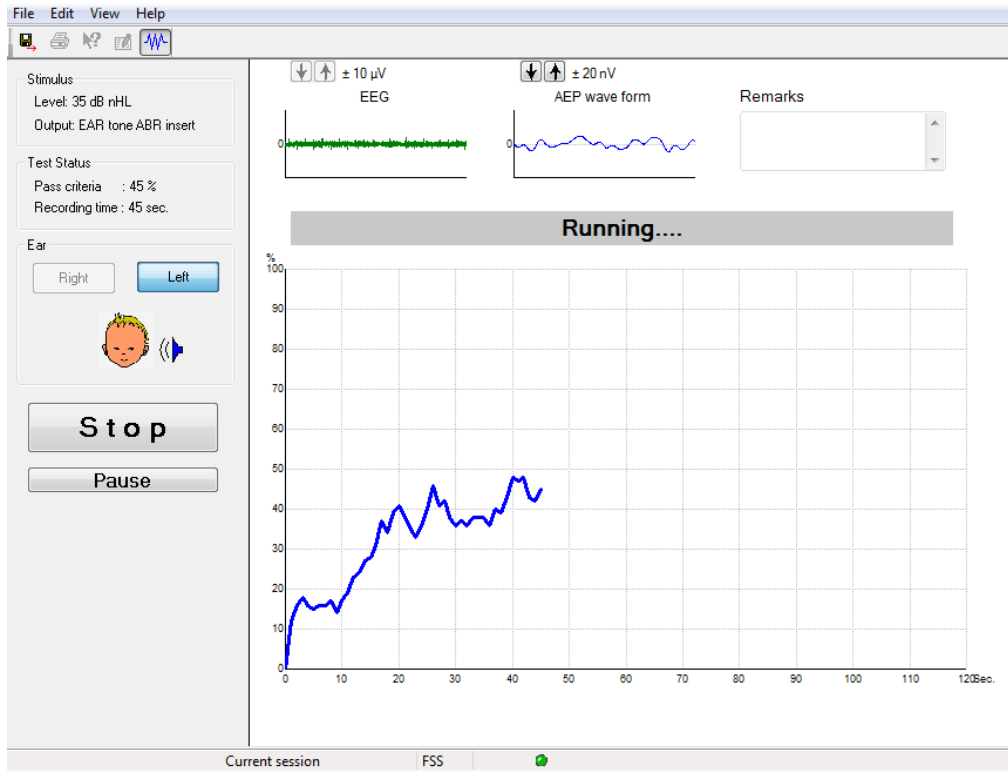 File Edit View Help
Stimulus
Level: 35 dB nHL
Output: EAR tone ABR insert
Test Status
Pass criteria : 45 %
Recording time : 45 sec.
Ear
Right Left
Stop
Pause
± 10 µV
EEG
0
± 20 nV
AEP wave form
0
Remarks
Running....
%
100
90
80
70
60
50
40
30
20
10
0
0 10 20 30 40 50 60 70 80 90 100 110 120Sec.
Current session FSS